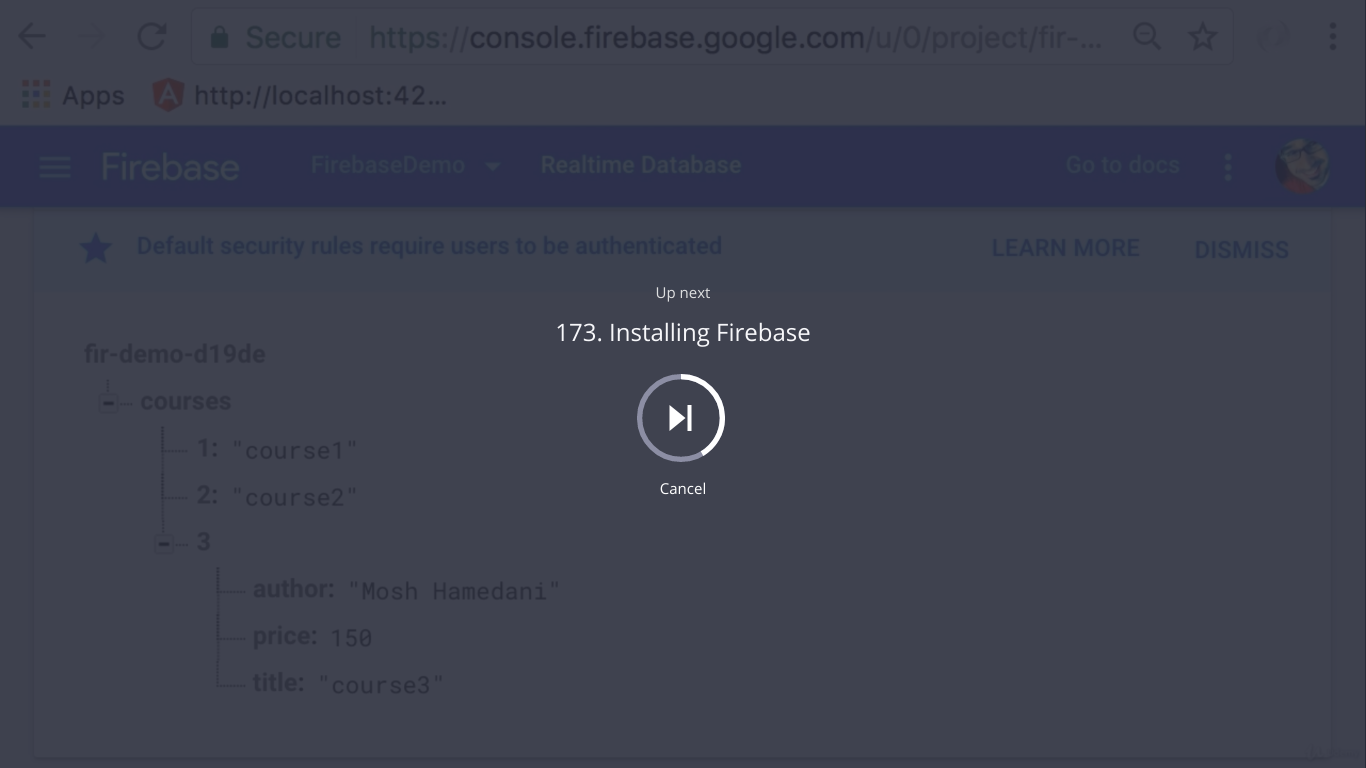 Secure https://console.firebase.google.com/u/0/project/fir-...
Apps http://localhost:42...
Firebase FirebaseDemo Realtime Database Go to docs
Default security rules require users to be authenticated LEARN MORE DISMISS
Up next
173. Installing Firebase
Cancel
fir-demo-d19de
courses
1: "course1"
2: "course2"
3
author: "Mosh Hamedani"
price: 150
title: "course3"